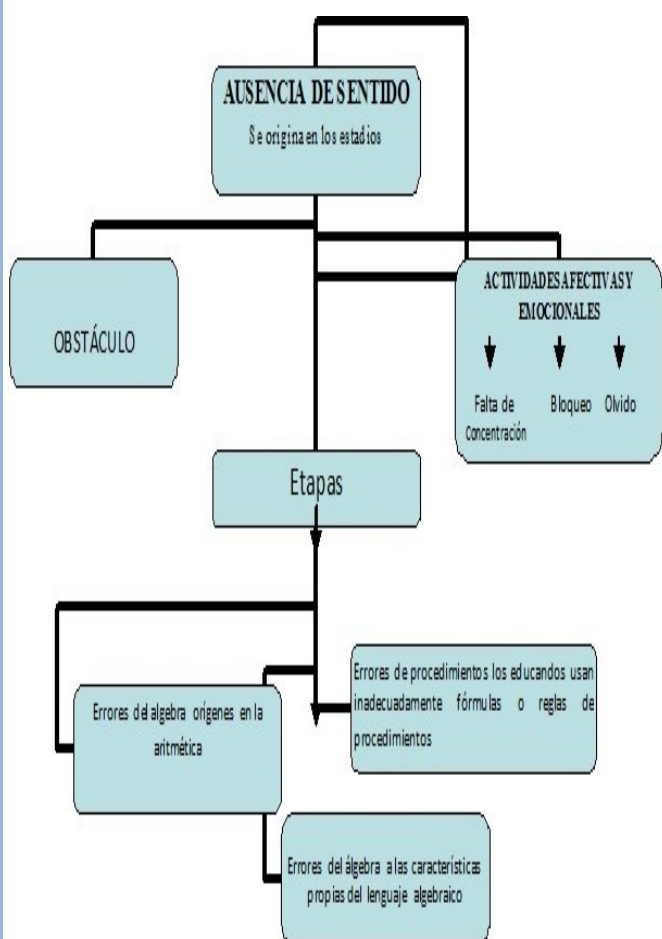 AUSENCIA DE SENTIDO
Se origina en los estadios
OBSTÁCULO
ACTIVIDADES AFECTIVAS Y
EMOCIONALES
Falta de
Concentración
Bloqueo
Olvido
Etapas
Errores de procedimientos los educandos usan
inadecuadamente fórmulas o reglas de
procedimientos
Errores del algebra orígenes en la
aritmética
Errores del álgebra a las características
propias del lenguaje algebraico